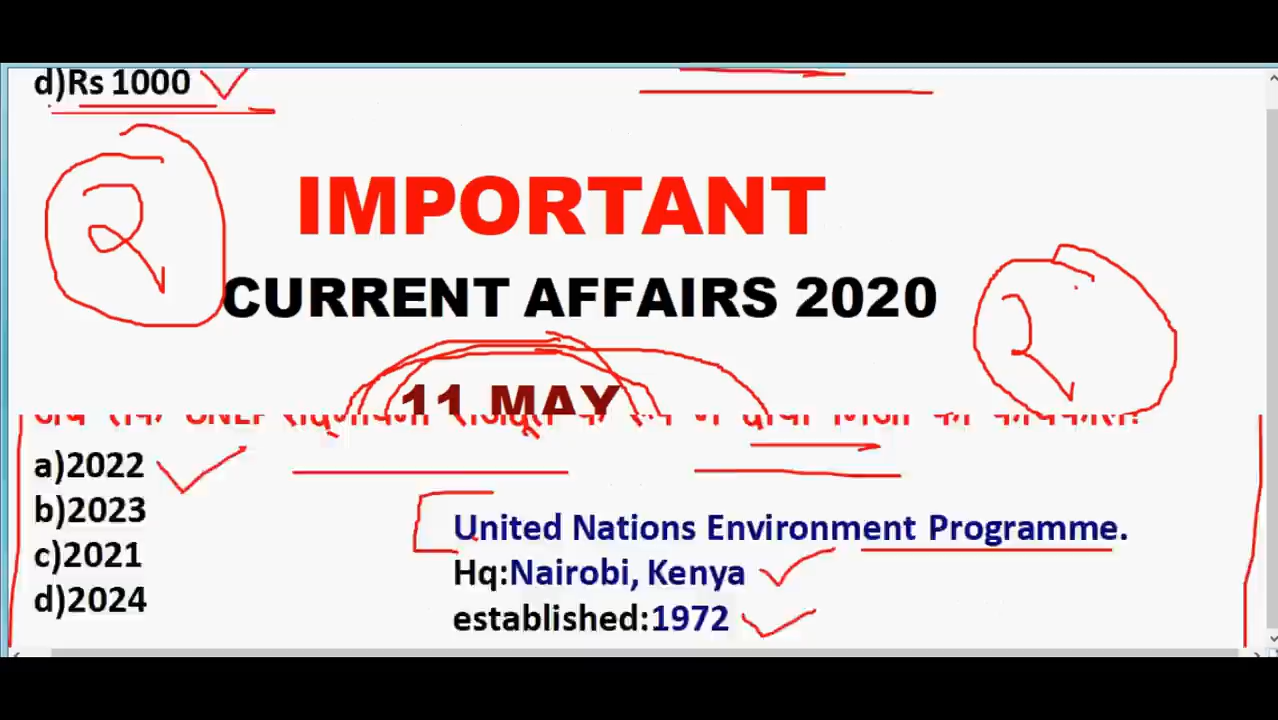 d)Rs 1000
IMPORTANT
CURRENT AFFAIRS 2020
11 MAY
a)2022
b)2023
c)2021
d)2024
United Nations Environment Programme.
Hq:Nairobi, Kenya
established:1972